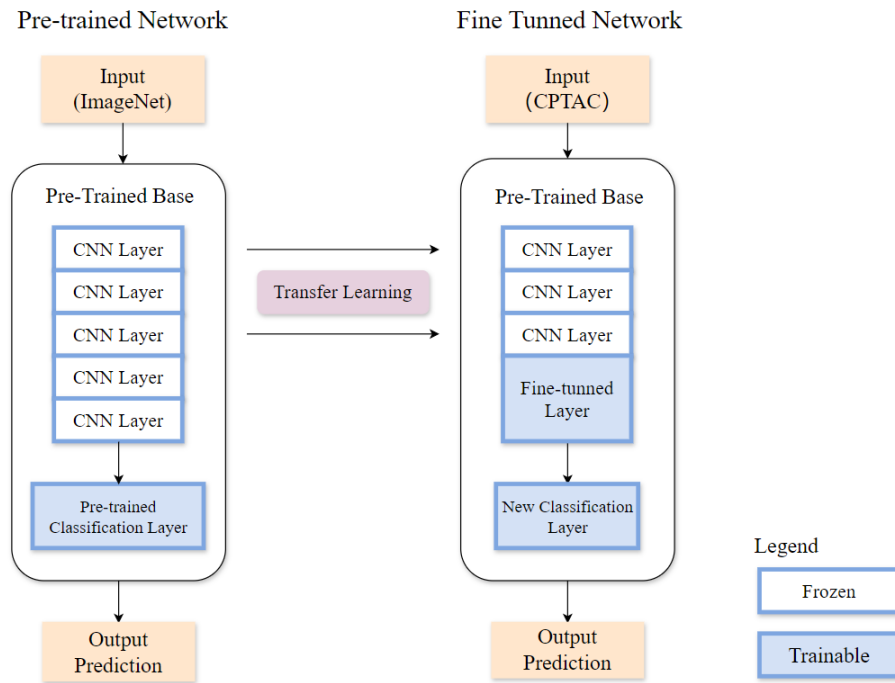 Pre-trained Network
Input
(ImageNet)
Pre-Trained Base
CNN Layer
CNN Layer
CNN Layer
CNN Layer
CNN Layer
Pre-trained
Classification Layer
Output
Prediction
Transfer Learning
Fine Tunned Network
Input
(CPTAC)
Pre-Trained Base
CNN Layer
CNN Layer
CNN Layer
Fine-tunned
Layer
New Classification
Layer
Output
Prediction
Legend
Frozen
Trainable